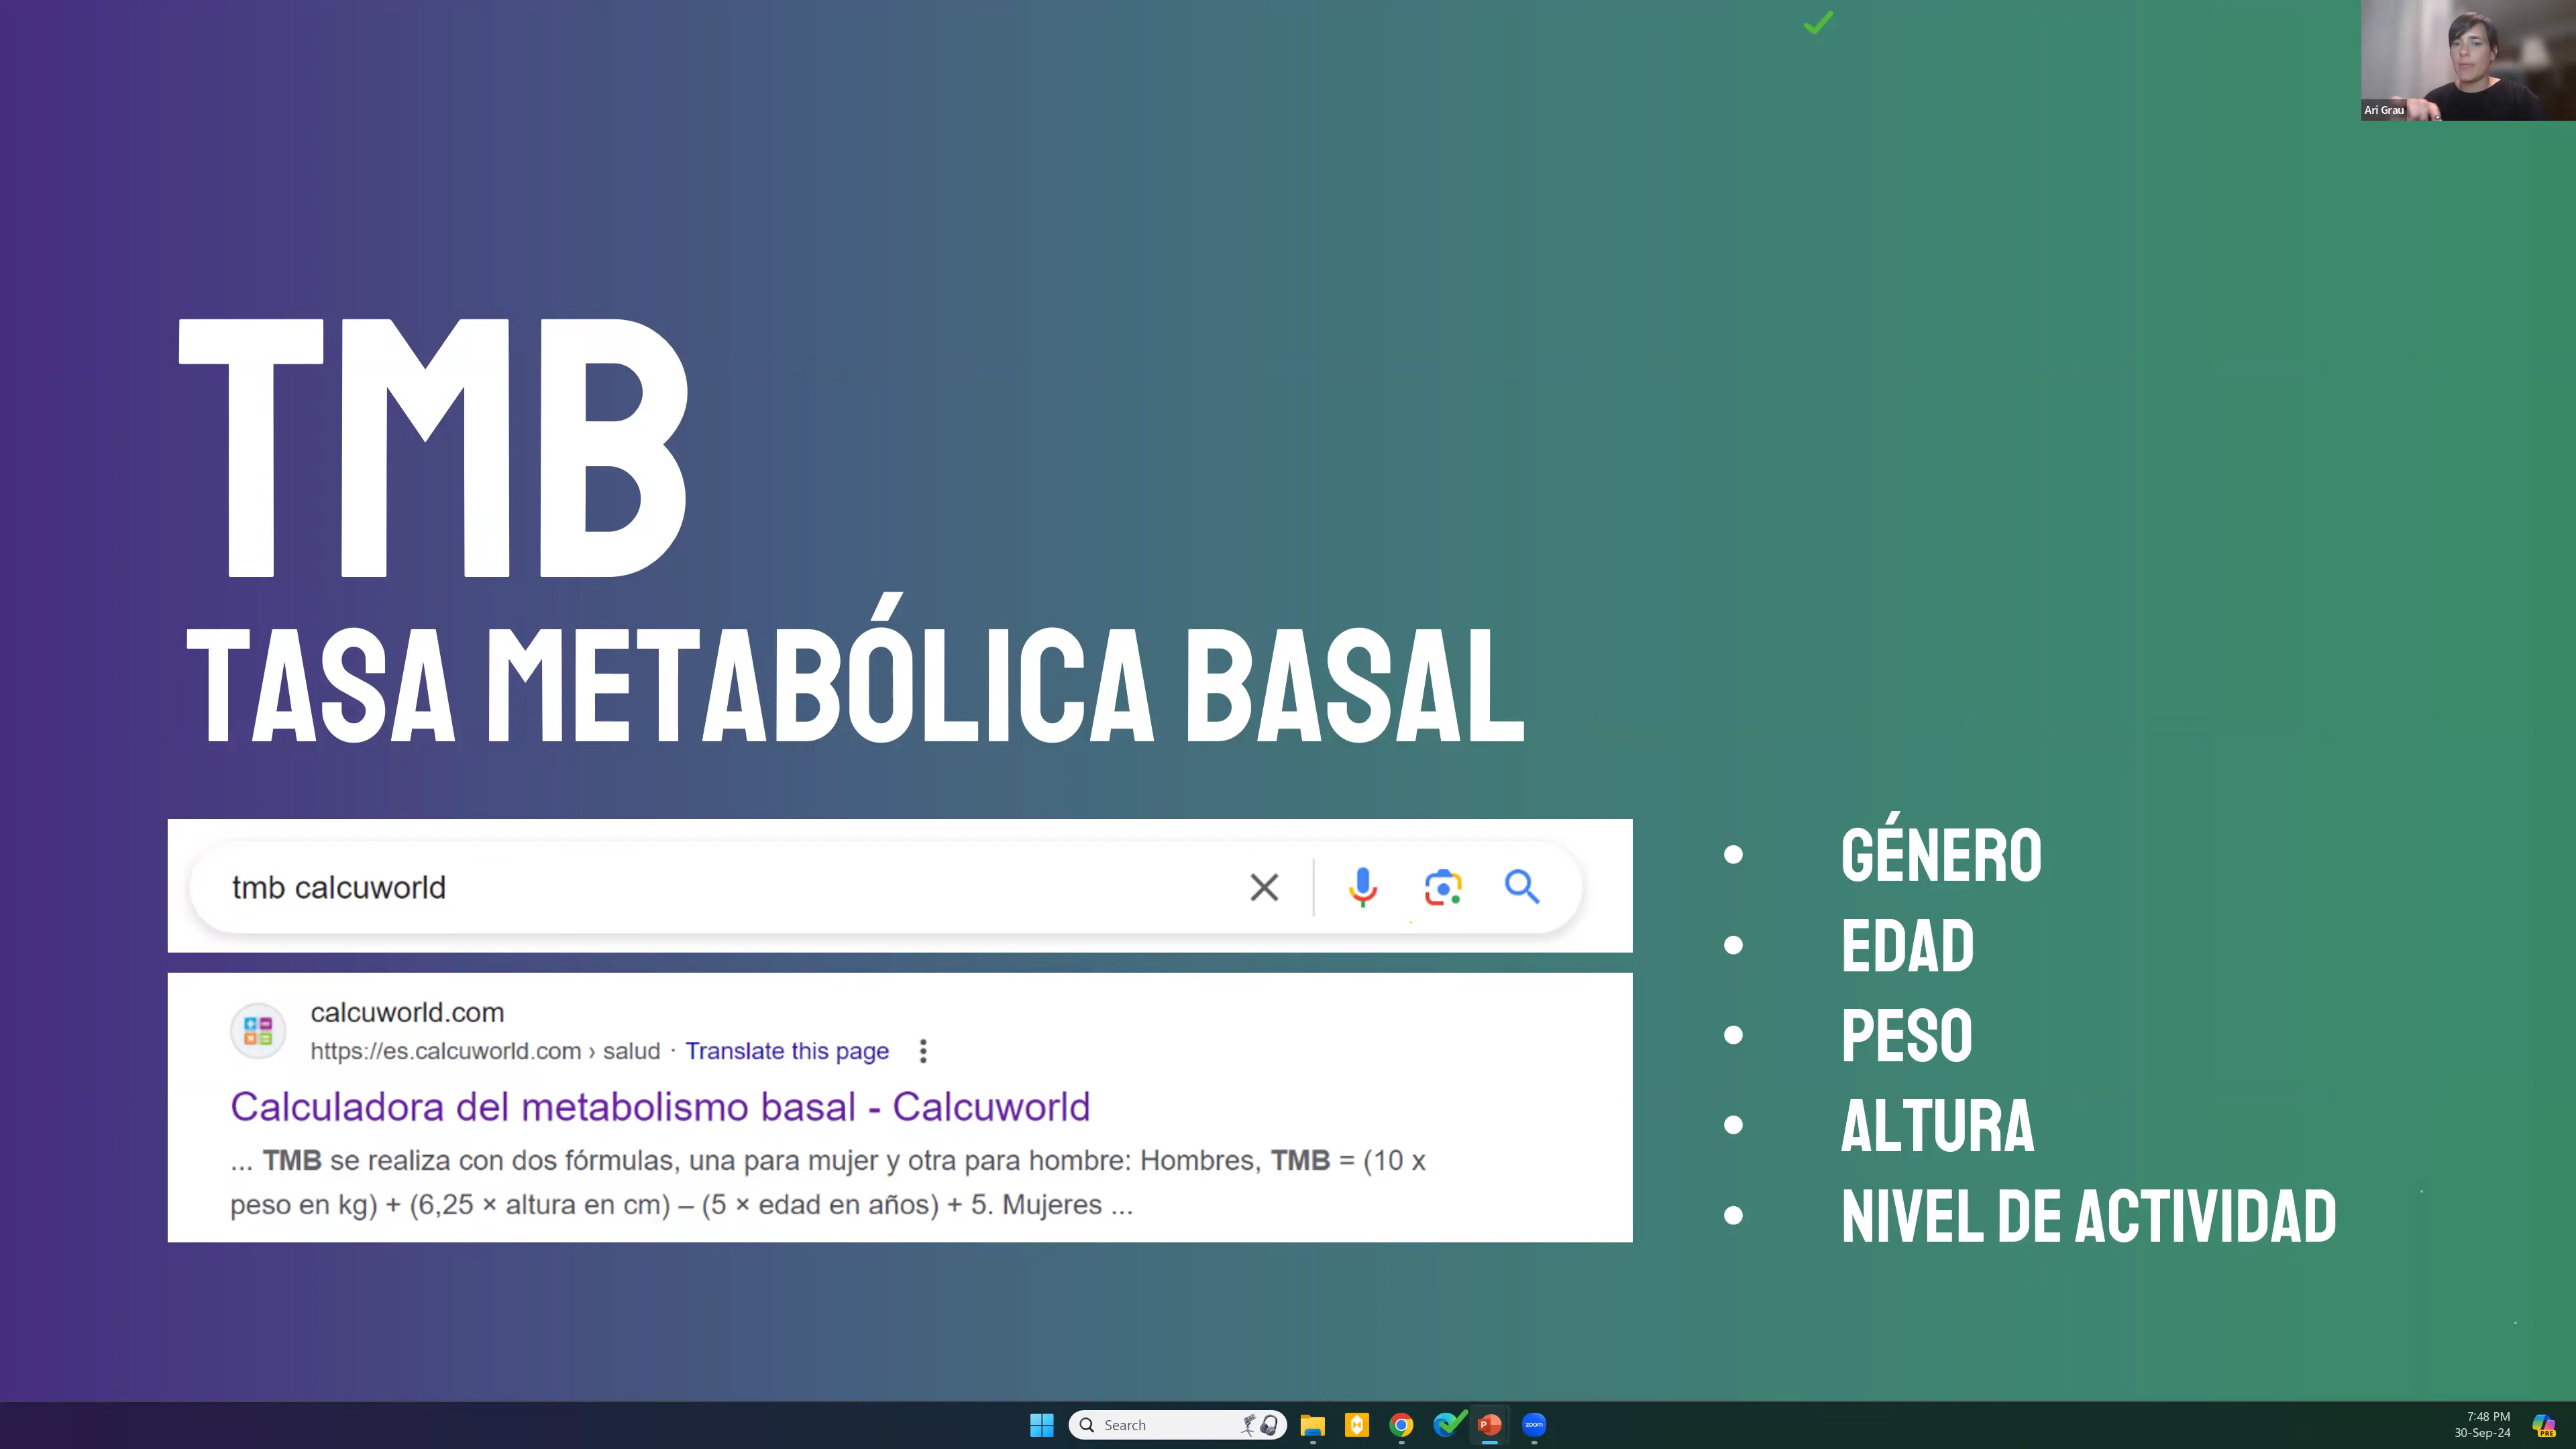 Ari Grau
TMB
TASA METABÓLICA BASAL
tmb calcuworld
calcuworld.com
https://es.calcuworld.com › salud · Translate this page
Calculadora del metabolismo basal - Calcuworld
... TMB se realiza con dos fórmulas, una para mujer y otra para hombre: Hombres, TMB = (10 x
peso en kg) + (6,25 × altura en cm) – (5 × edad en años) + 5. Mujeres ...
• GÉNERO
• EDAD
• PESO
• ALTURA
• NIVEL DE ACTIVIDAD
Search
zoom
7:48 PM
30-Sep-24
PRE